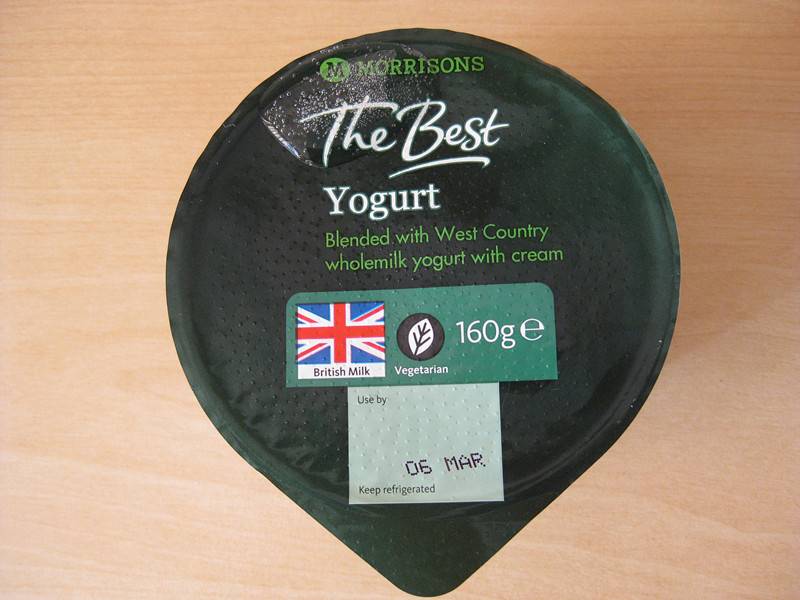 M MORRISONS
The Best
Yogurt
Blended with West Country
wholemilk yogurt with cream
British Milk
Vegetarian
160g ℮
Use by
06 MAR
Keep refrigerated